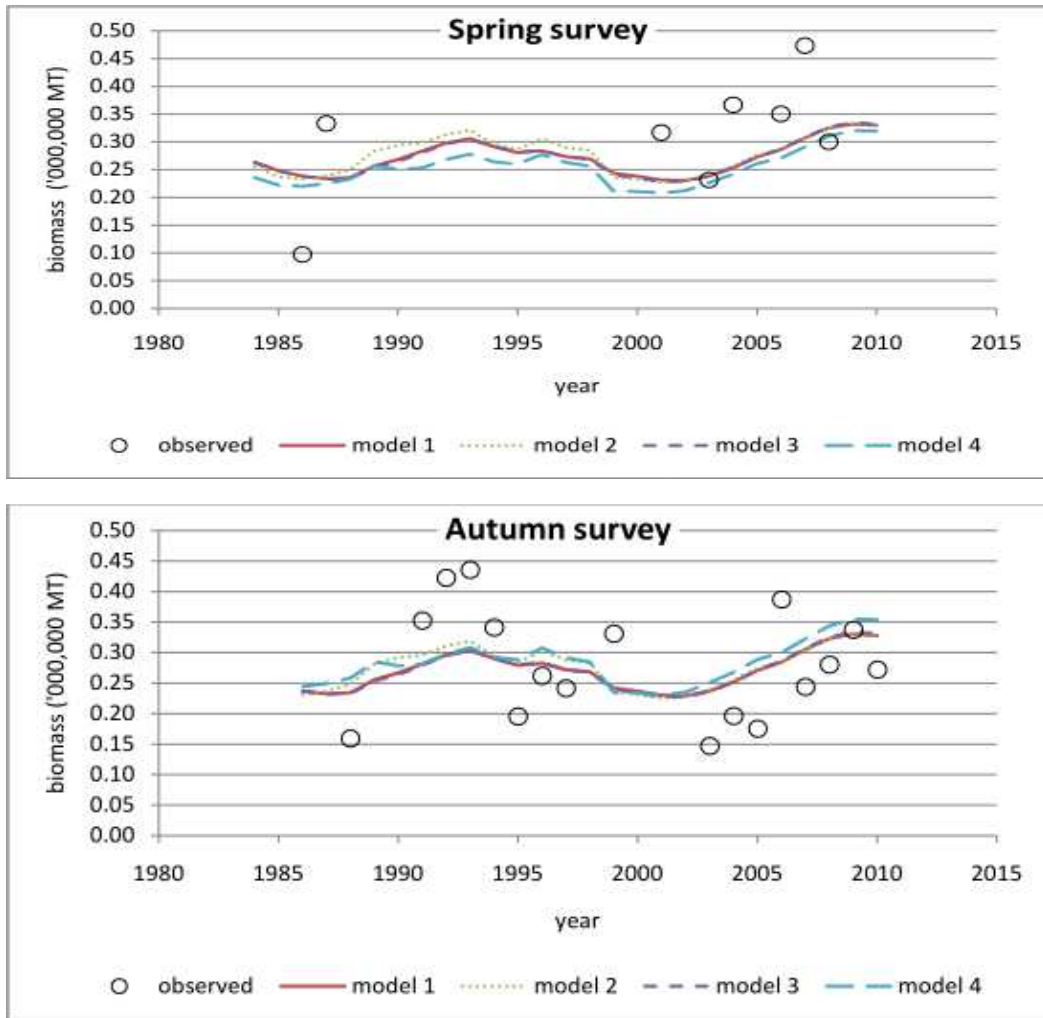 Spring survey
biomass ('000,000 MT)
0.50
0.45
0.40
0.35
0.30
0.25
0.20
0.15
0.10
0.05
0.00
1980 1985 1990 1995 2000 2005 2010 2015
year
observed model 1 model 2 model 3 model 4
Autumn survey
biomass ('000,000 MT)
0.50
0.45
0.40
0.35
0.30
0.25
0.20
0.15
0.10
0.05
0.00
1980 1985 1990 1995 2000 2005 2010 2015
year
observed model 1 model 2 model 3 model 4